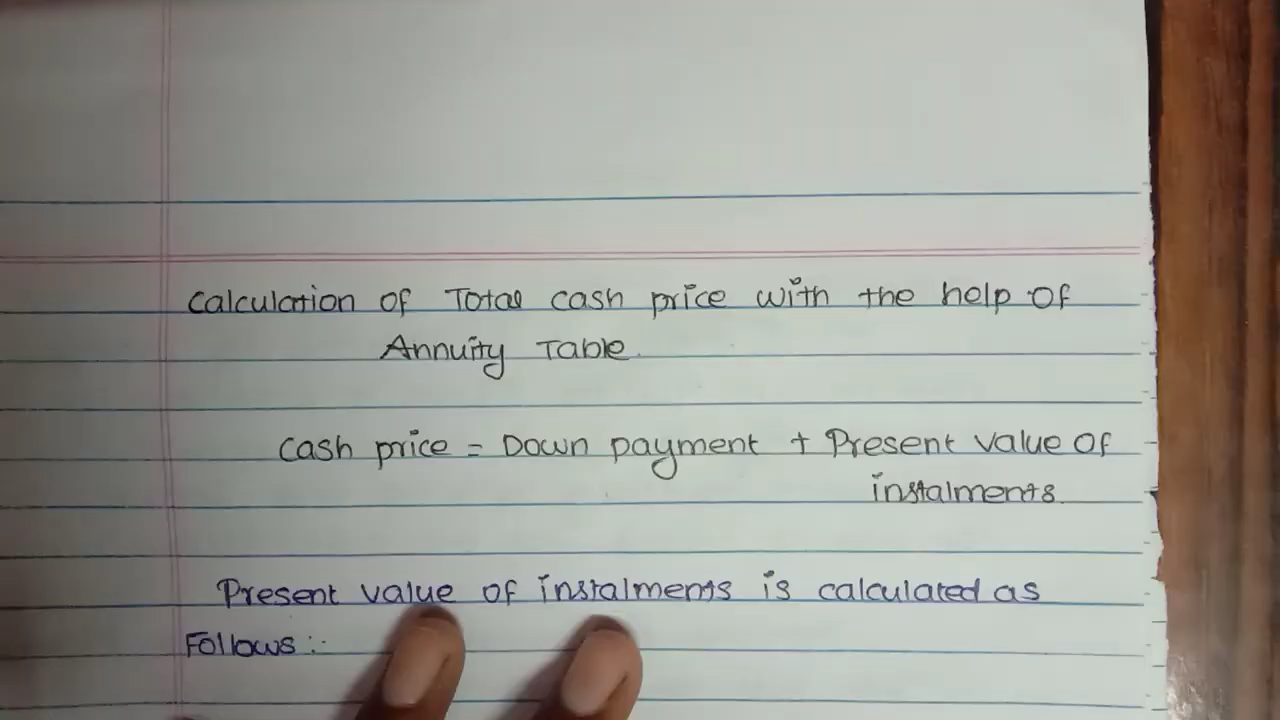 Calculation of Total cash price with the help of
Annuity Table.
Cash price = Down payment + Present value of
instalments.
Present value of instalments is calculated as
Follows :-